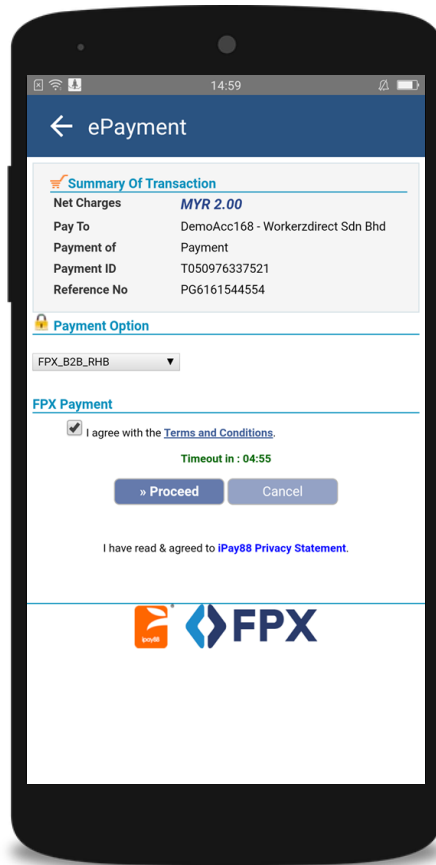 14:59
ePayment
Summary Of Transaction
Net Charges MYR 2.00
Pay To DemoAcc168 - Workerzdirect Sdn Bhd
Payment of Payment
Payment ID T050976337521
Reference No PG6161544554
Payment Option
FPX_B2B_RHB ▼
FPX Payment
I agree with the Terms and Conditions.
Timeout in : 04:55
» Proceed Cancel
I have read & agreed to iPay88 Privacy Statement.
ipay88 FPX